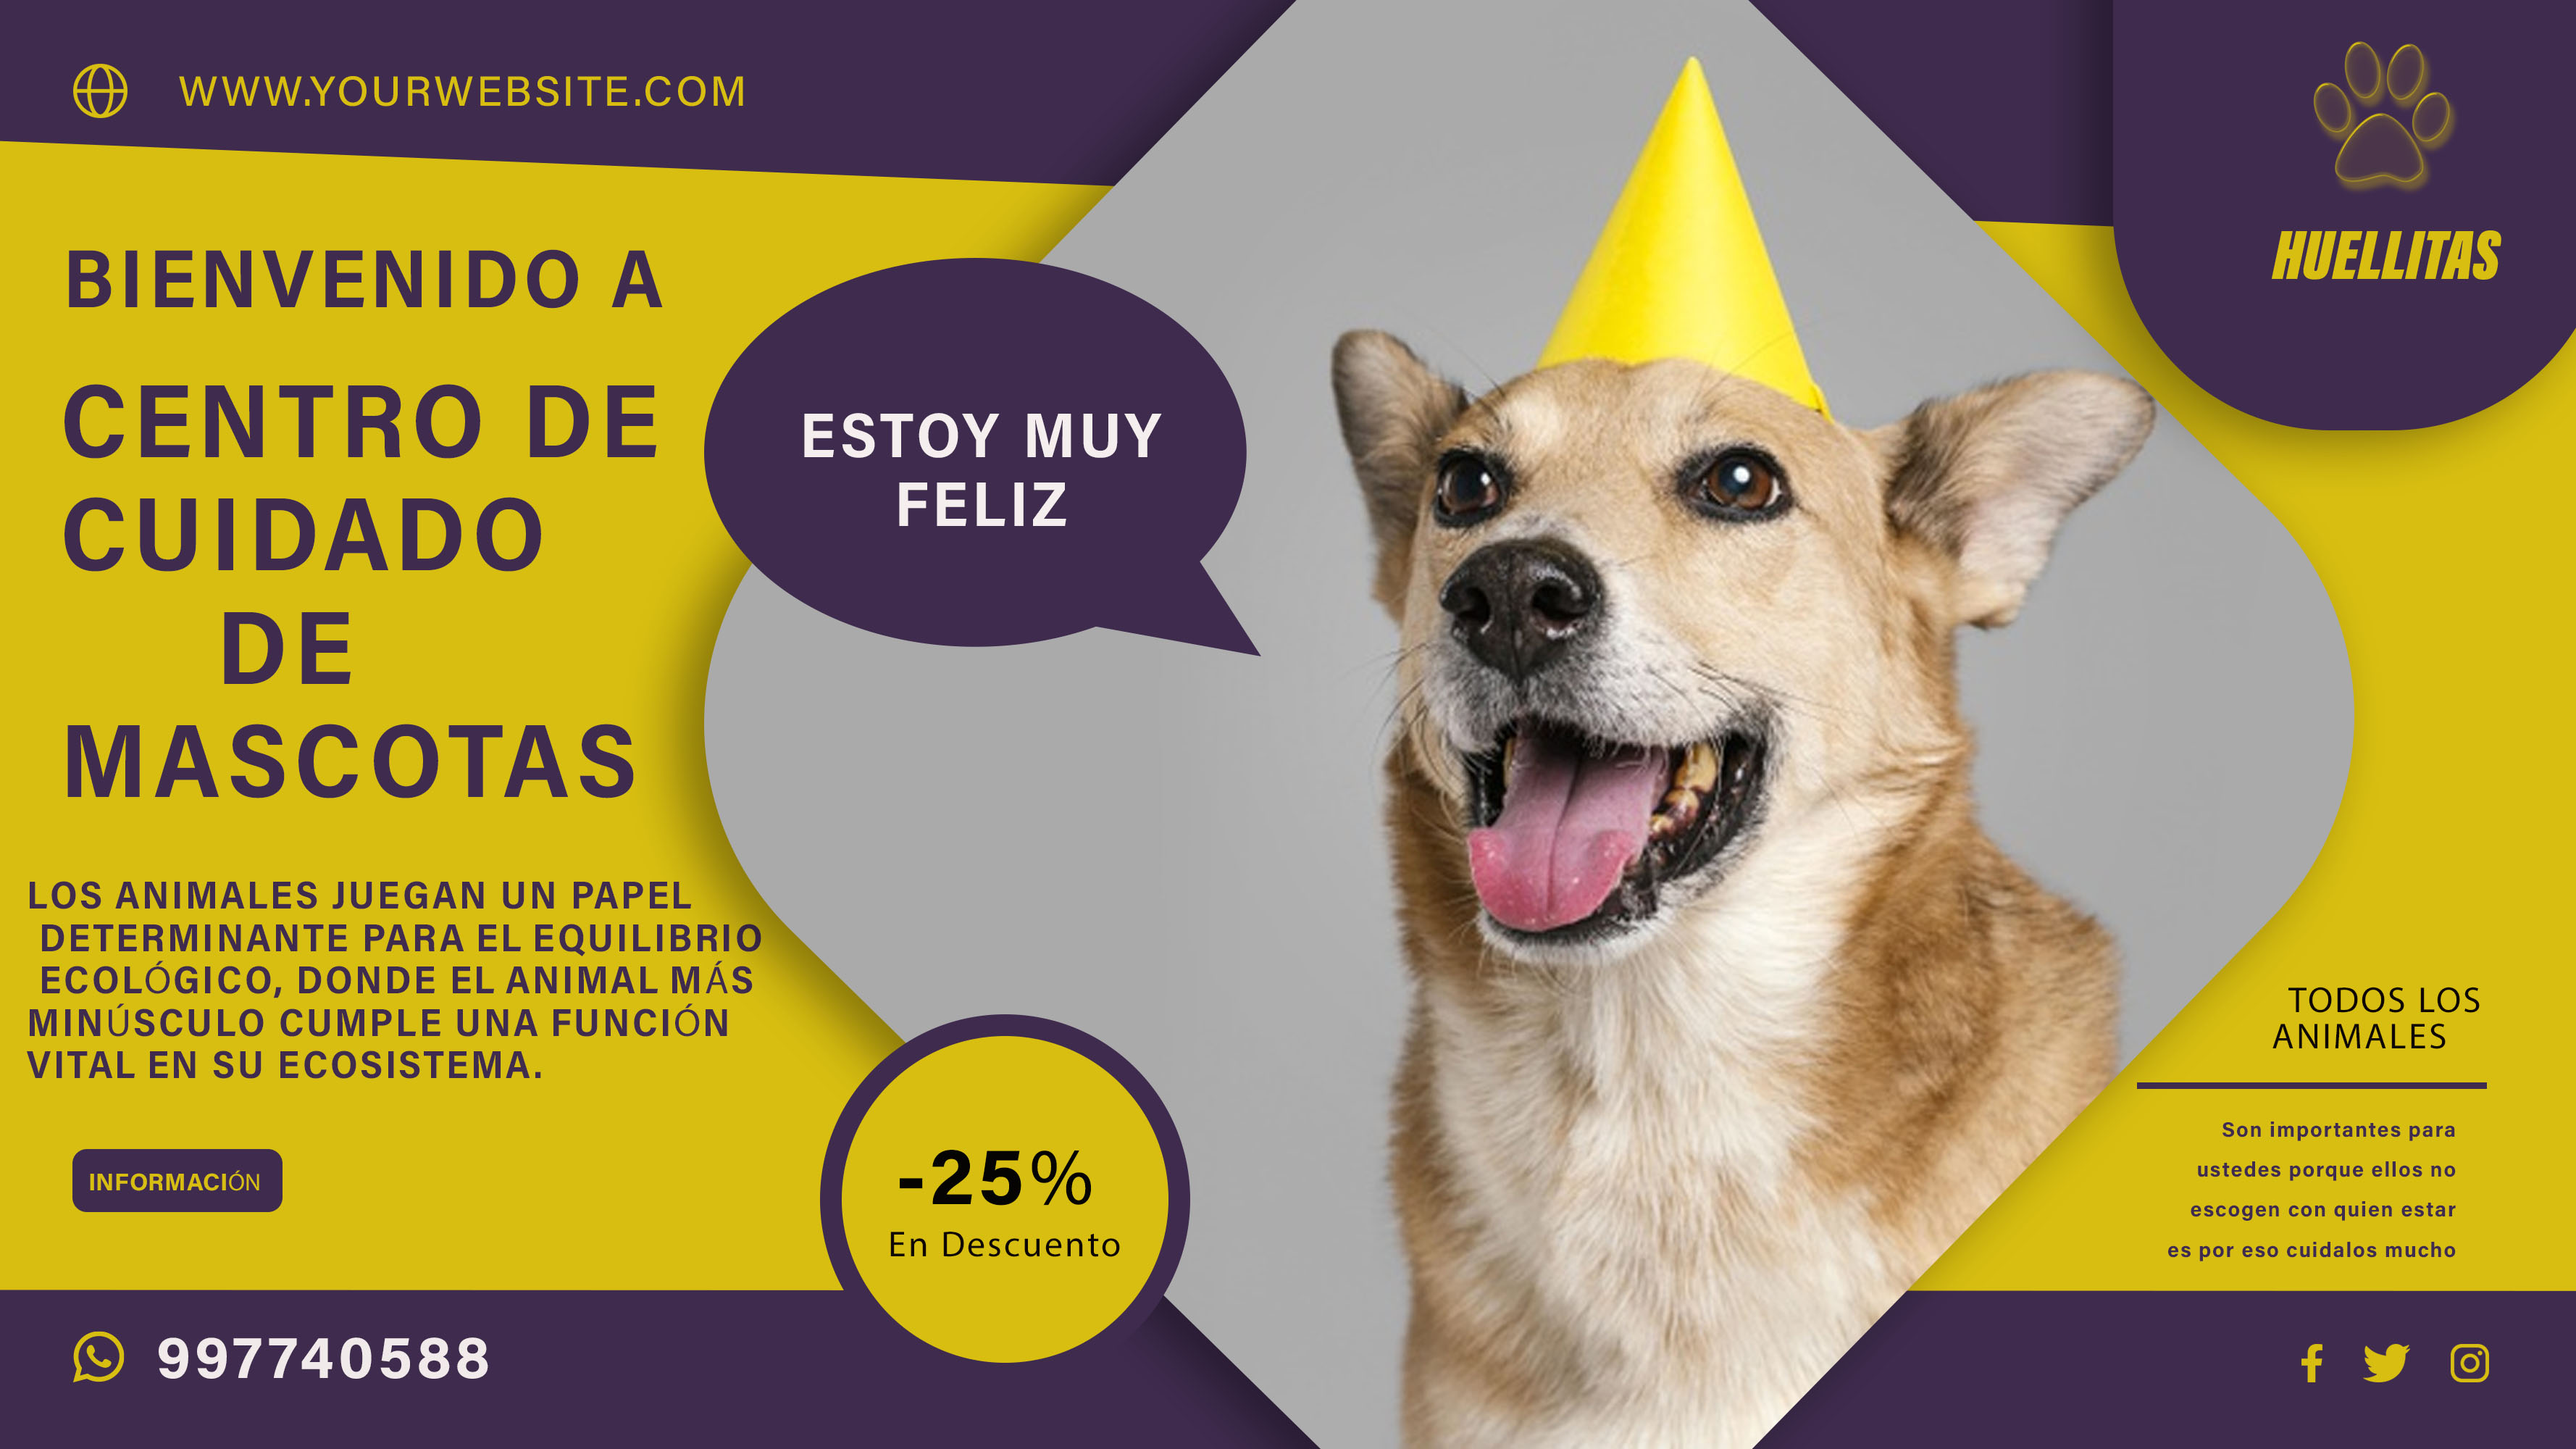 WWW.YOURWEBSITE.COM
HUELLITAS
BIENVENIDO A
CENTRO DE
CUIDADO
DE
MASCOTAS
ESTOY MUY
FELIZ
LOS ANIMALES JUEGAN UN PAPEL
DETERMINANTE PARA EL EQUILIBRIO
ECOLÓGICO, DONDE EL ANIMAL MÁS
MINÚSCULO CUMPLE UNA FUNCIÓN
VITAL EN SU ECOSISTEMA.
INFORMACIÓN
-25%
En Descuento
TODOS LOS
ANIMALES
Son importantes para
ustedes porque ellos no
escogen con quien estar
es por eso cuidalos mucho
997740588